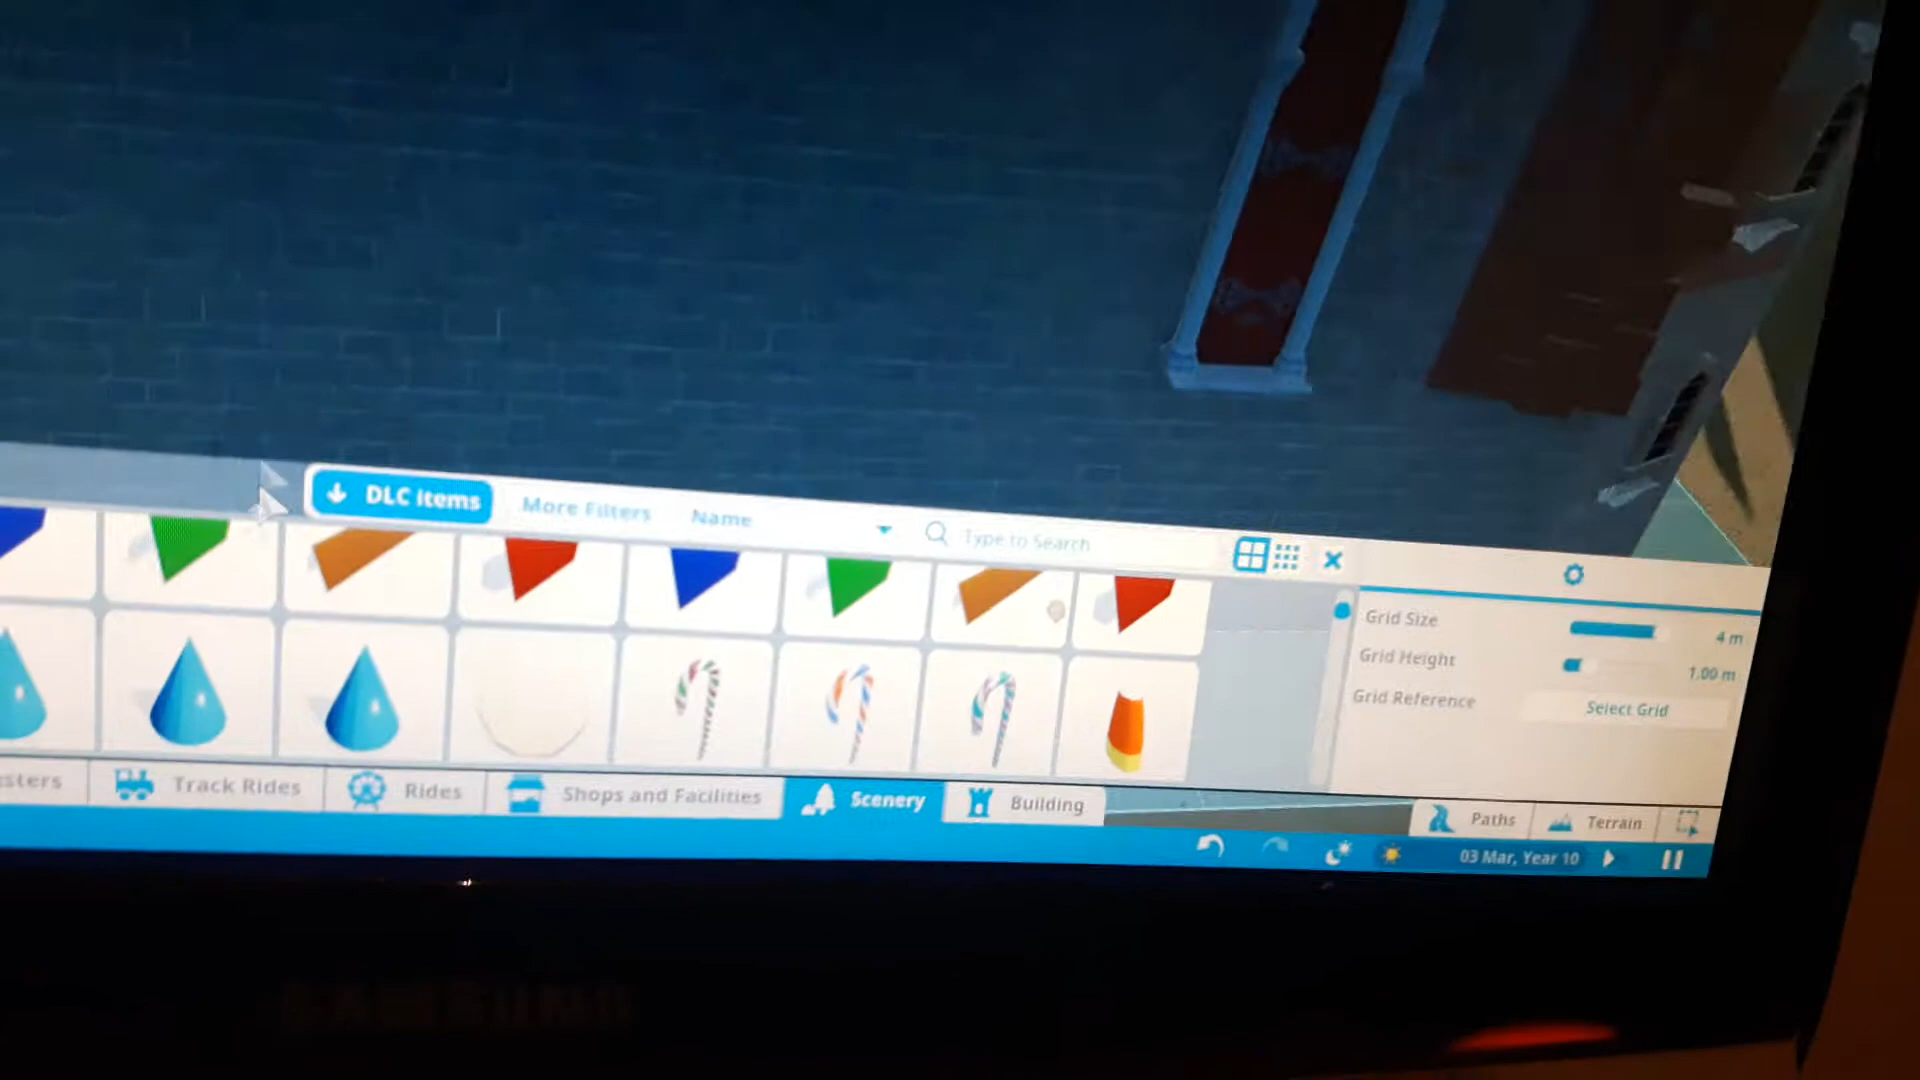 DLC Items More Filters Name Type to Search
Grid Size 4 m
Grid Height 1.00 m
Grid Reference Select Grid
sters Track Rides Rides Shops and Facilities Scenery Building Paths Terrain
03 Mar, Year 10
SAMSUNG